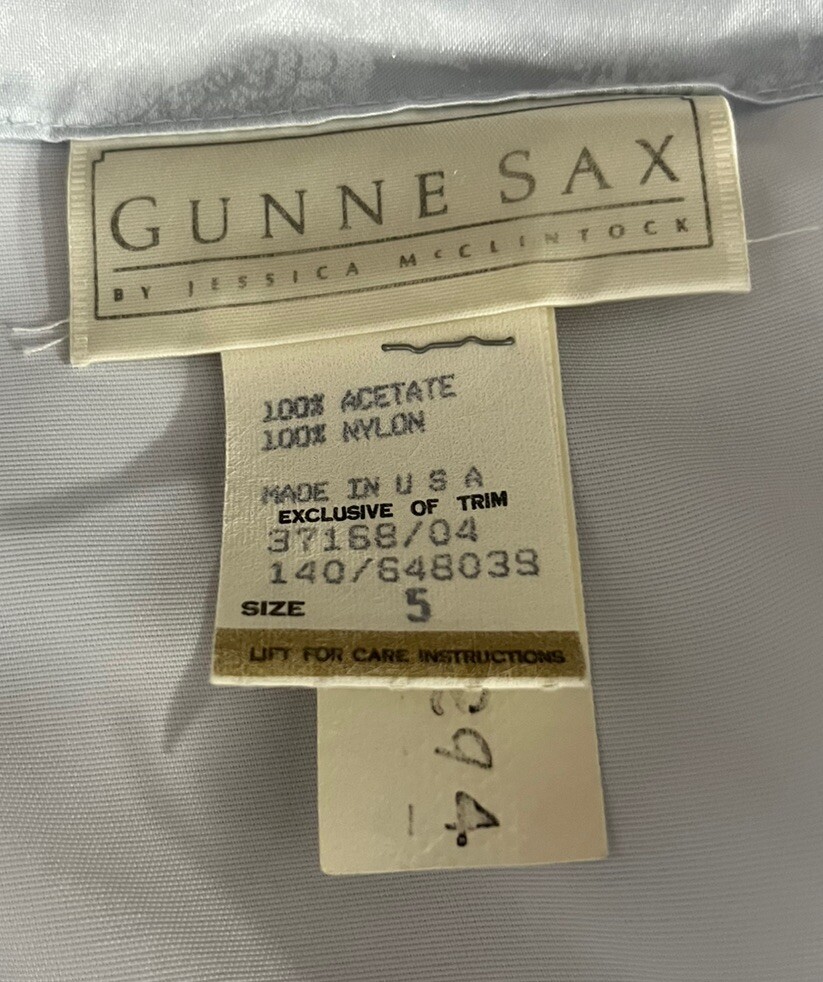 GUNNE SAX
BY JESSICA McCLINTOCK
100% ACETATE
100% NYLON
MADE IN U S A
EXCLUSIVE OF TRIM
37168/04
140/648039
SIZE 5
LIFT FOR CARE INSTRUCTIONS